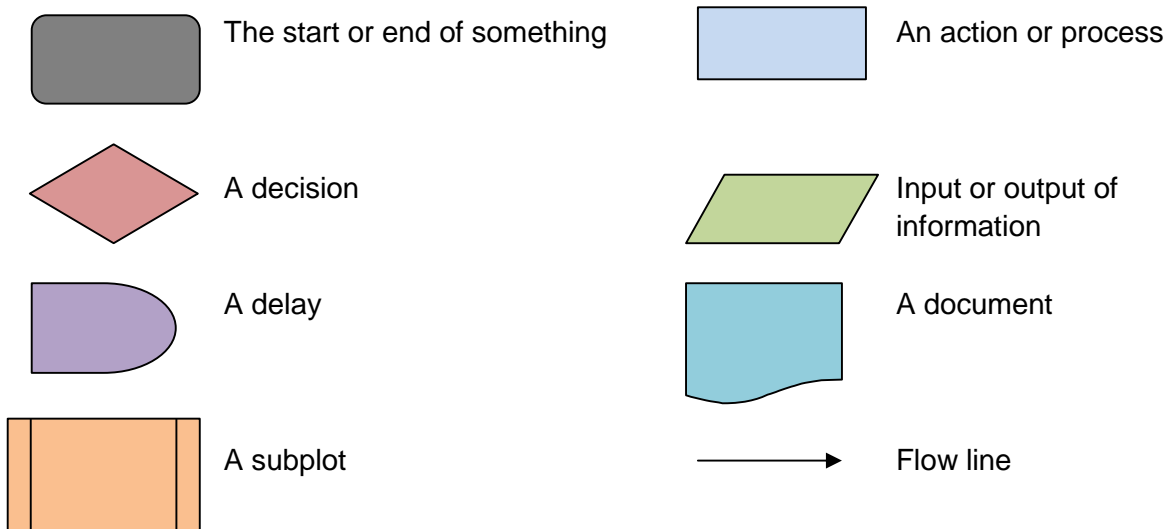 The start or end of something
An action or process
A decision
Input or output of
information
A delay
A document
A subplot
Flow line